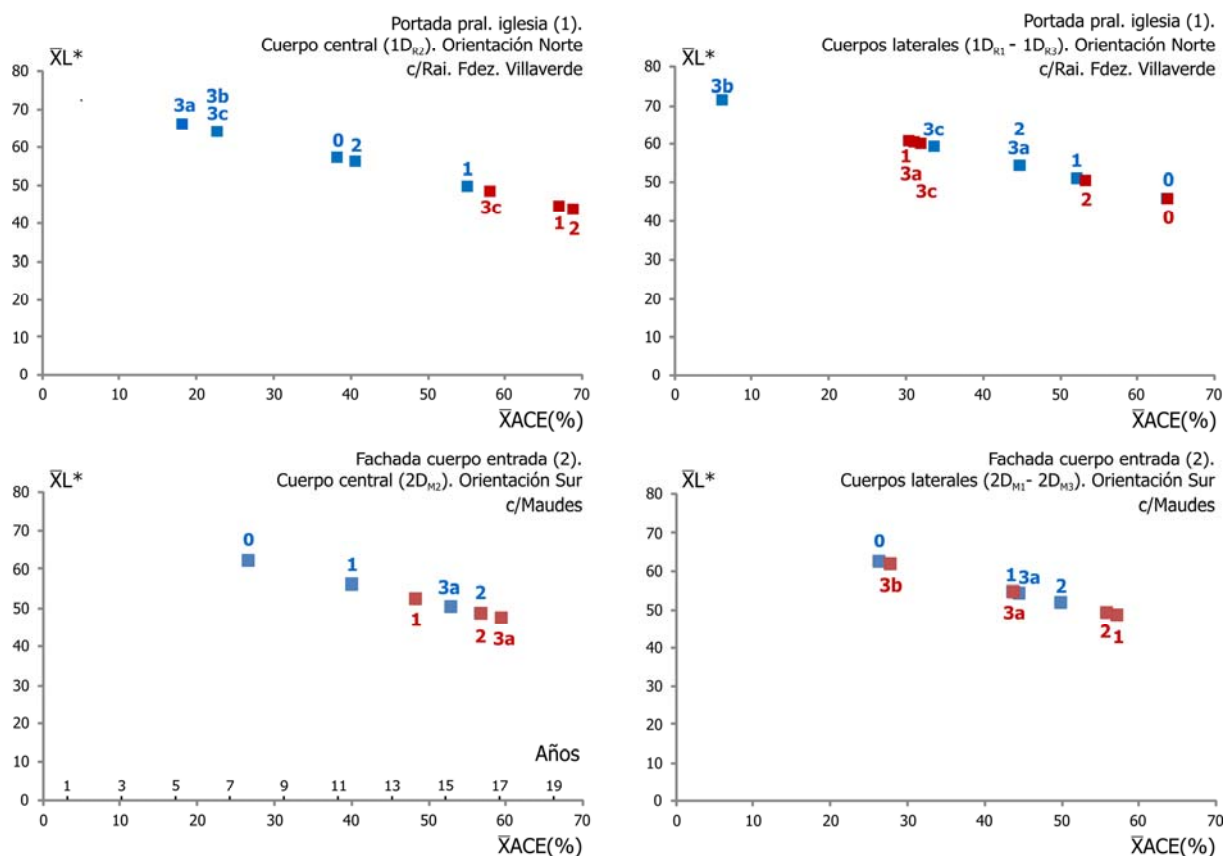 Portada pral. iglesia (1).
Cuerpo central (1D_R2). Orientación Norte
c/Rai. Fdez. Villaverde
X̅L*
80
70
60
50
40
30
20
10
0
3a
3b
3c
0 2
1
3c
1 2
0 10 20 30 40 50 60 70
X̅ACE(%)
Portada pral. iglesia (1).
Cuerpos laterales (1D_R1 - 1D_R3). Orientación Norte
c/Rai. Fdez. Villaverde
X̅L*
80
70
60
50
40
30
20
10
0
3b
3c
2
3a
1
0
1
3a
3c
2
0
0 10 20 30 40 50 60 70
X̅ACE(%)
Fachada cuerpo entrada (2).
Cuerpo central (2D_M2). Orientación Sur
c/Maudes
X̅L*
80
70
60
50
40
30
20
10
0
0
1
3a 2
1
2 3a
Años
1 3 5 7 9 11 13 15 17 19
0 10 20 30 40 50 60 70
X̅ACE(%)
Fachada cuerpo entrada (2).
Cuerpos laterales (2D_M1- 2D_M3). Orientación Sur
c/Maudes
X̅L*
80
70
60
50
40
30
20
10
0
0
3b
1 3a
2
3a
2 1
0 10 20 30 40 50 60 70
X̅ACE(%)